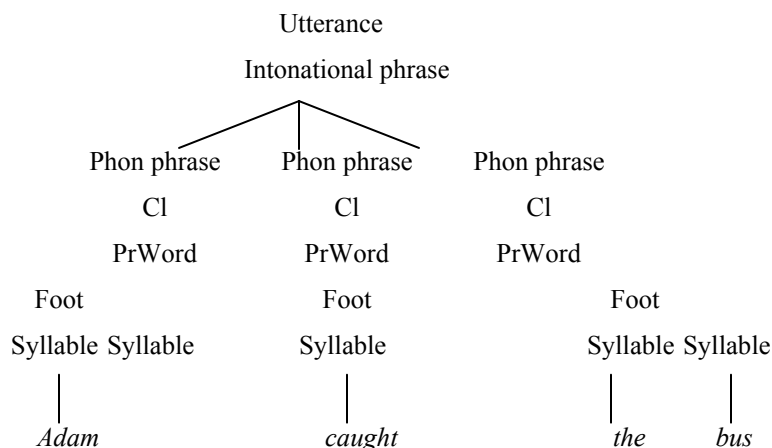 Utterance
Intonational phrase
Phon phrase Phon phrase Phon phrase
Cl Cl Cl
PrWord PrWord PrWord
Foot Foot Foot
Syllable Syllable Syllable Syllable Syllable
Adam caught the bus